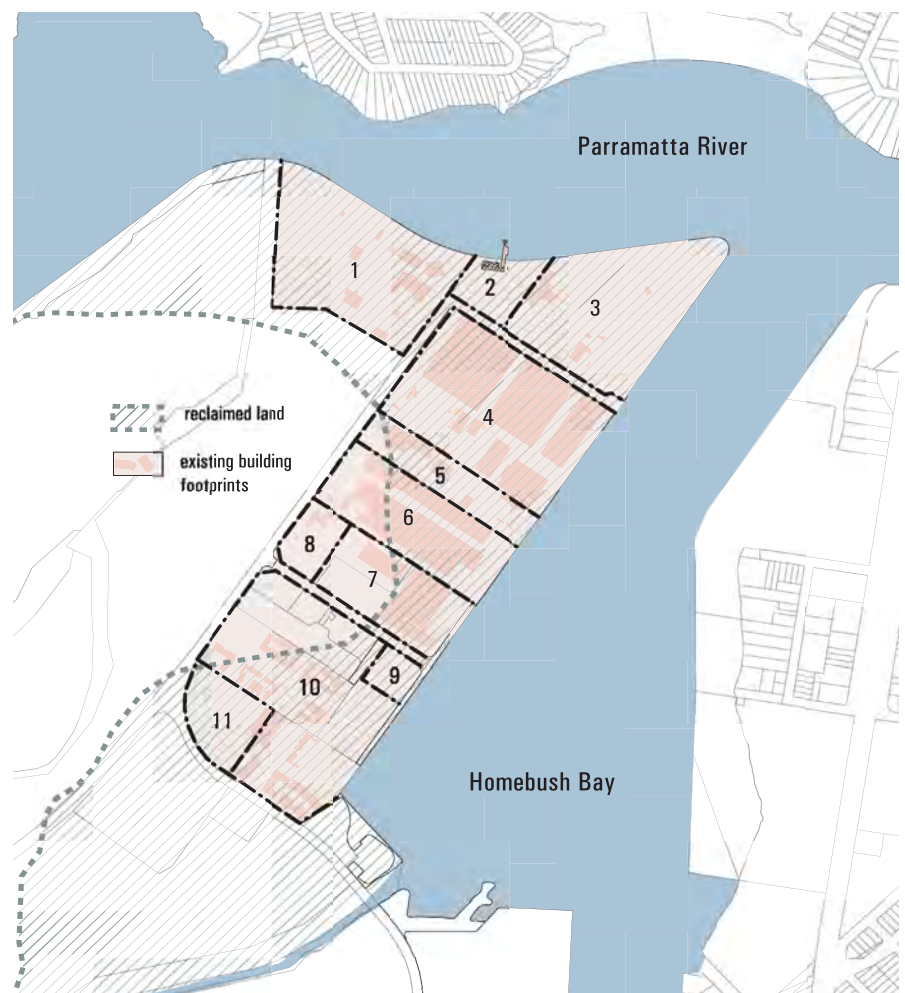 Parramatta River
1
2
3
reclaimed land
4
existing building
footprints
5
6
8
7
9
10
11
Homebush Bay